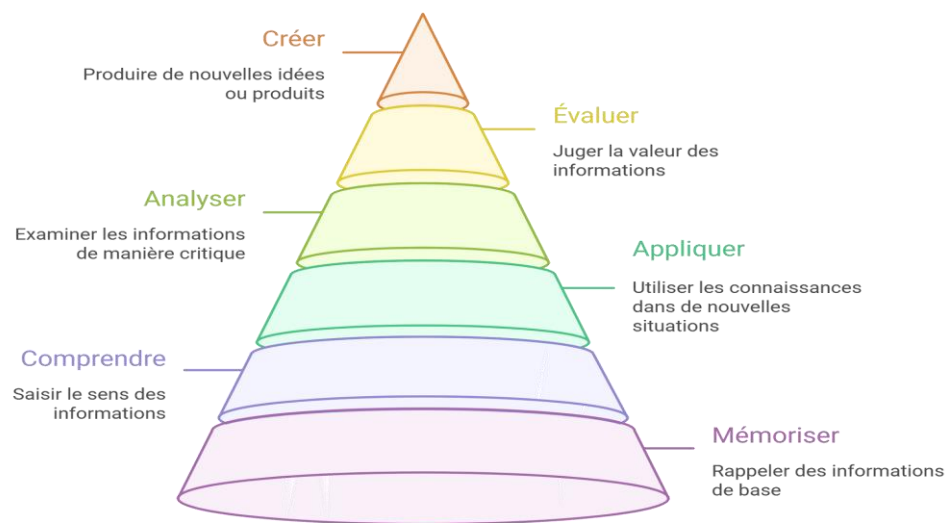 Créer
Produire de nouvelles idées
ou produits
Évaluer
Juger la valeur des
informations
Analyser
Examiner les informations
de manière critique
Appliquer
Utiliser les connaissances
dans de nouvelles
situations
Comprendre
Saisir le sens des
informations
Mémoriser
Rappeler des informations
de base